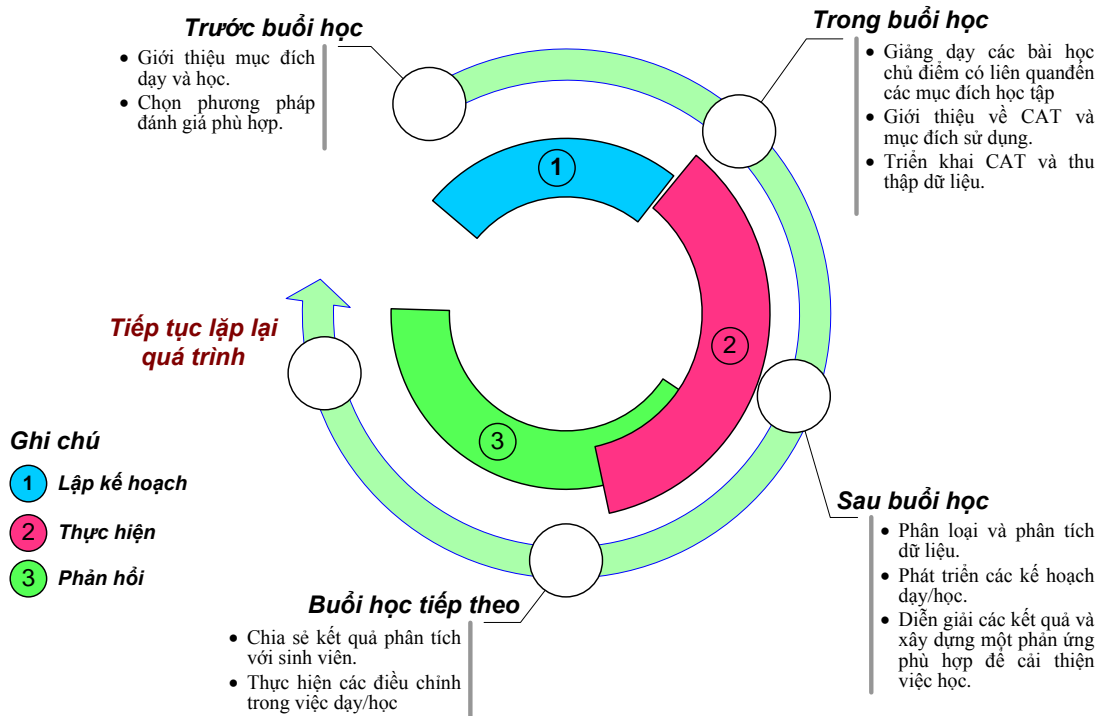 Trước buổi học
• Giới thiệu mục đích
dạy và học.
• Chọn phương pháp
đánh giá phù hợp.
Trong buổi học
• Giảng dạy các bài học
chủ điểm có liên quanđến
các mục đích học tập
• Giới thiệu về CAT và
mục đích sử dụng.
• Triển khai CAT và thu
thập dữ liệu.
1
2
3
Tiếp tục lặp lại
quá trình
Ghi chú
1 Lập kế hoạch
2 Thực hiện
3 Phản hồi
Sau buổi học
• Phân loại và phân tích
dữ liệu.
• Phát triển các kế hoạch
dạy/học.
• Diễn giải các kết quả và
xây dựng một phản ứng
phù hợp để cải thiện
việc học.
Buổi học tiếp theo
• Chia sẻ kết quả phân tích
với sinh viên.
• Thực hiện các điều chỉnh
trong việc dạy/học